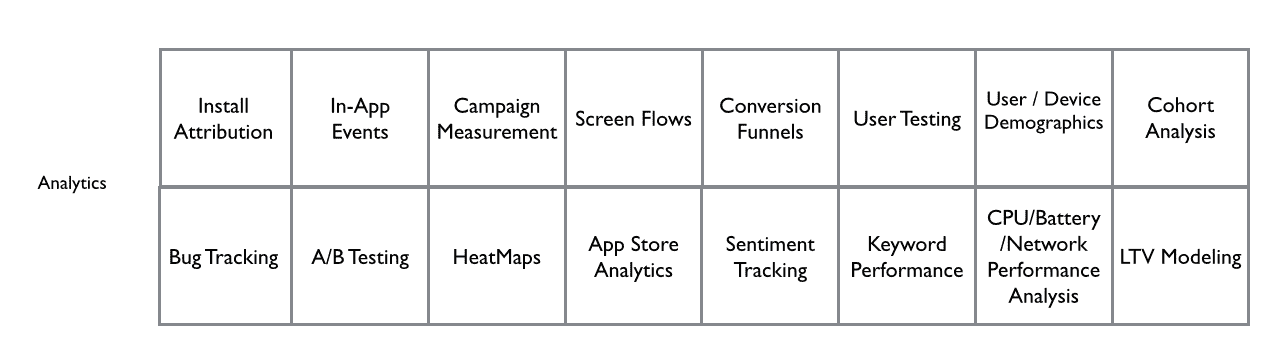 Install
Attribution
In-App
Events
Campaign
Measurement
Screen Flows
Conversion
Funnels
User Testing
User / Device
Demographics
Cohort
Analysis
Analytics
Bug Tracking
A/B Testing
HeatMaps
App Store
Analytics
Sentiment
Tracking
Keyword
Performance
CPU/Battery
/Network
Performance
Analysis
LTV Modeling